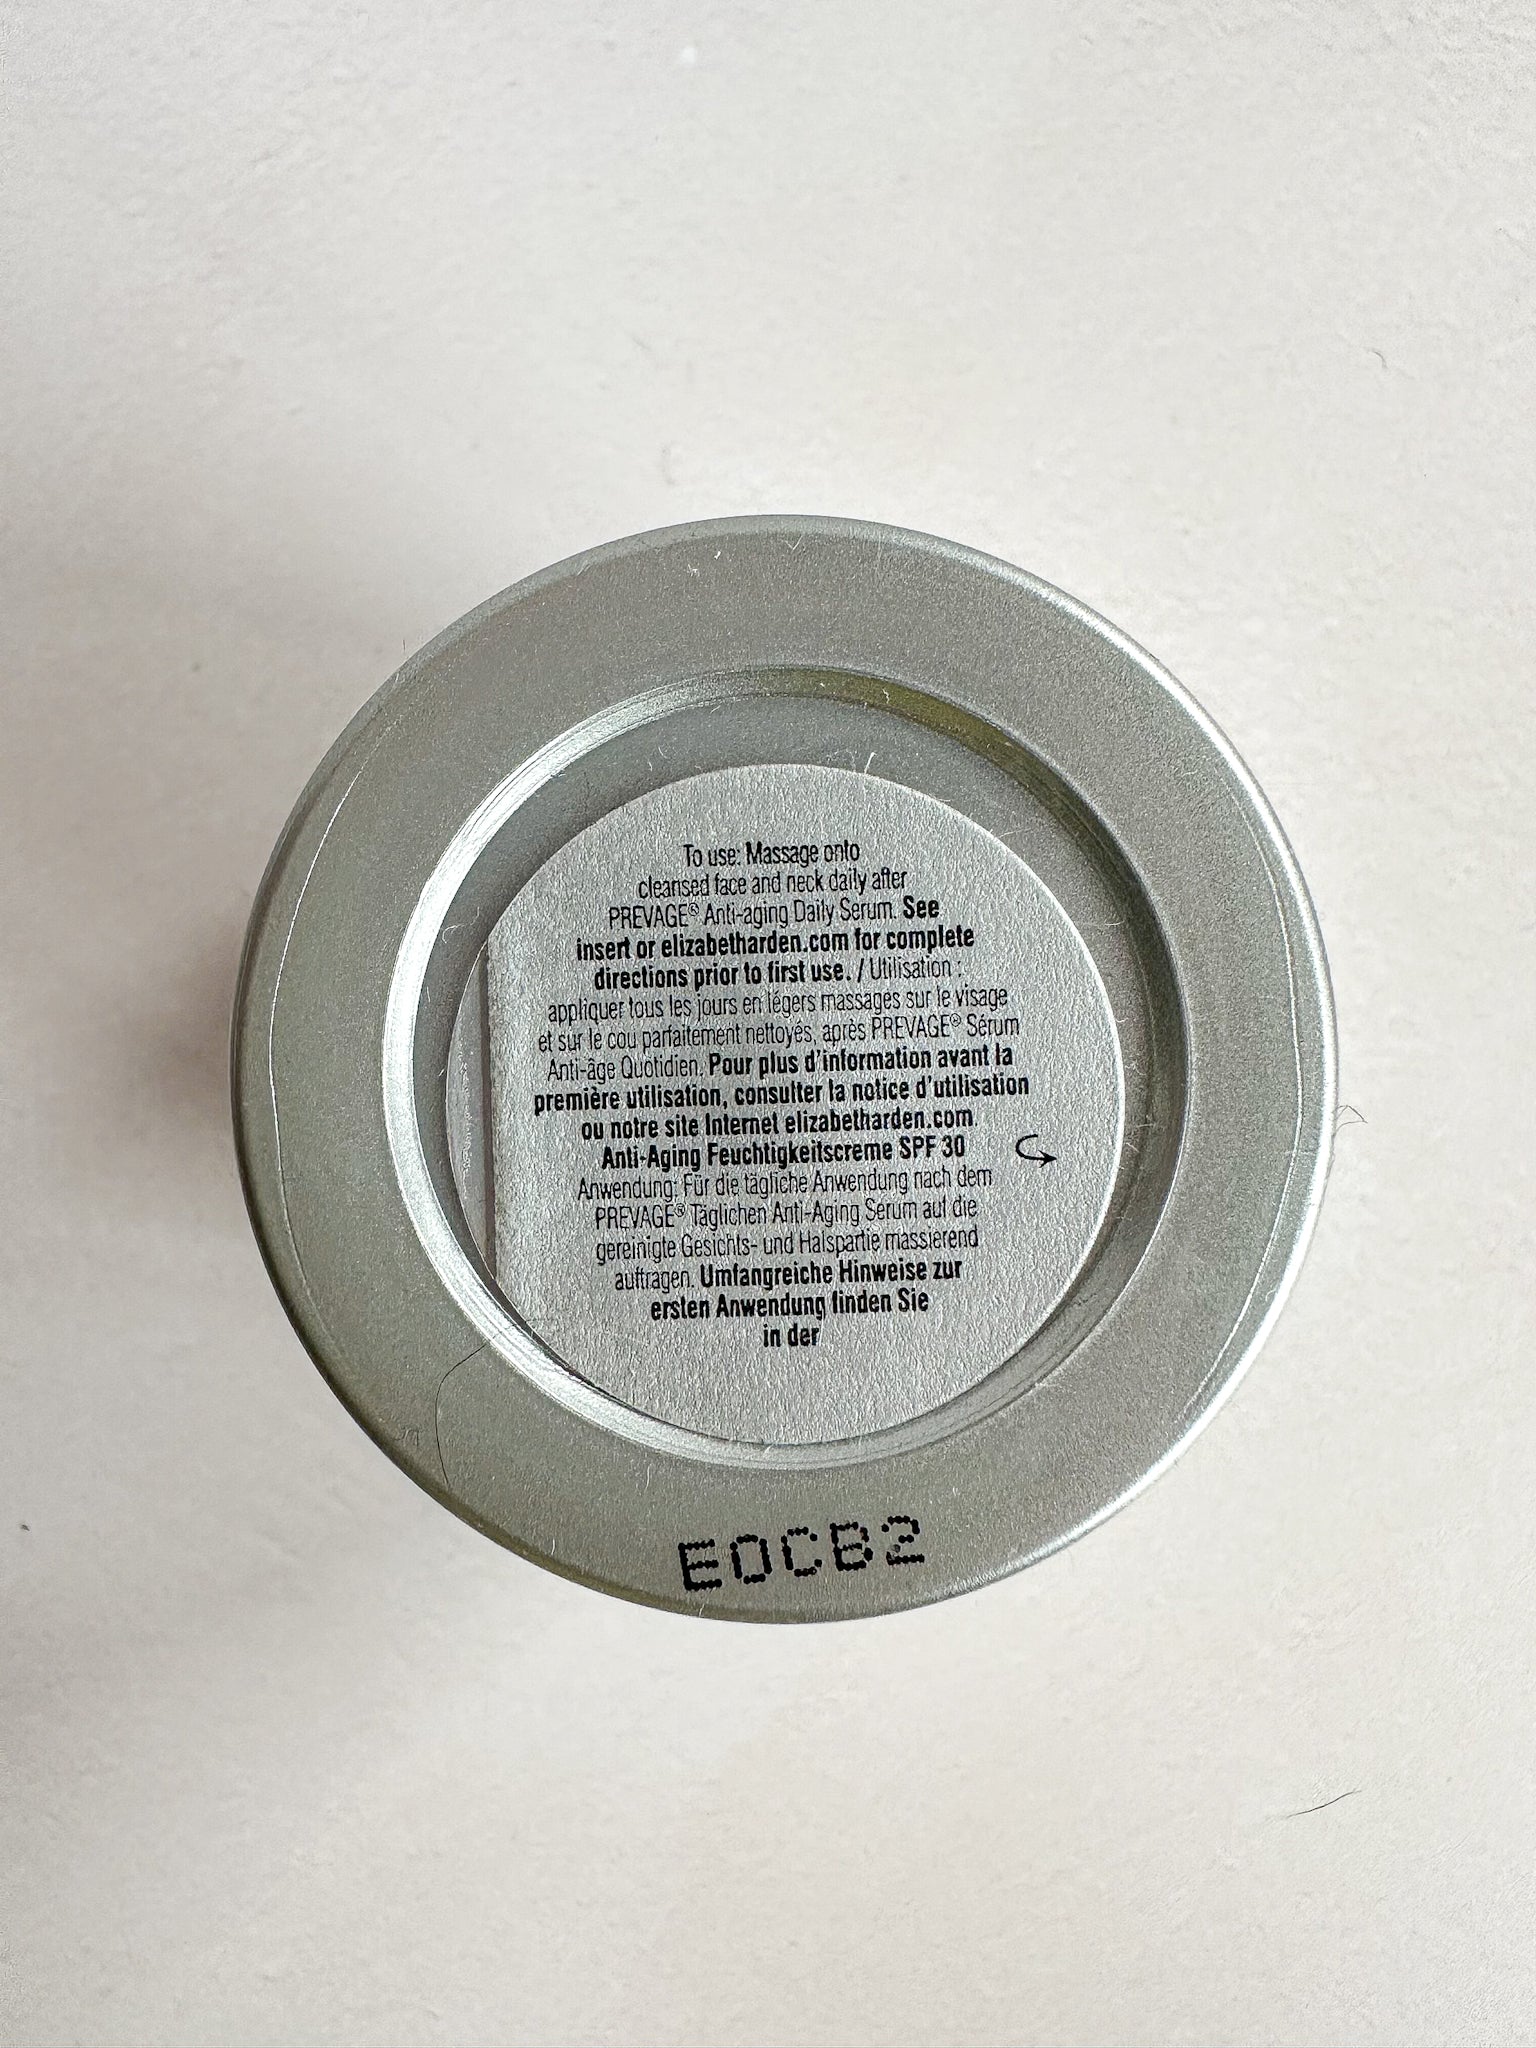 To use: Massage onto
cleansed face and neck daily after
PREVAGE® Anti-aging Daily Serum. See
insert or elizabetharden.com for complete
directions prior to first use. / Utilisation :
appliquer tous les jours en légers massages sur le visage
et sur le cou parfaitement nettoyés, après PREVAGE® Sérum
Anti-âge Quotidien. Pour plus d'information avant la
première utilisation, consulter la notice d'utilisation
ou notre site Internet elizabetharden.com.
Anti-Aging Feuchtigkeitscreme SPF 30
Anwendung: Für die tägliche Anwendung nach dem
PREVAGE® Täglichen Anti-Aging Serum auf die
gereinigte Gesichts- und Halspartie massierend
auftragen. Umfangreiche Hinweise zur
ersten Anwendung finden Sie
in der
E0CB2